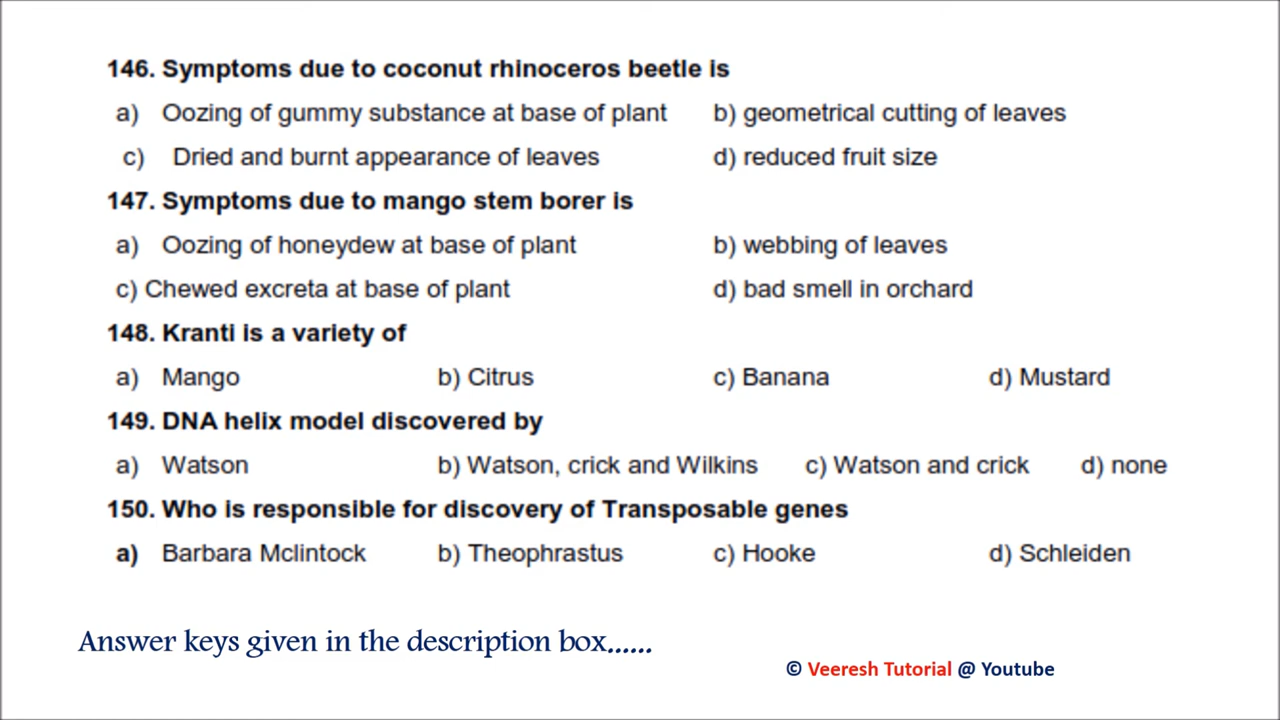 146. Symptoms due to coconut rhinoceros beetle is
a) Oozing of gummy substance at base of plant b) geometrical cutting of leaves
c) Dried and burnt appearance of leaves d) reduced fruit size
147. Symptoms due to mango stem borer is
a) Oozing of honeydew at base of plant b) webbing of leaves
c) Chewed excreta at base of plant d) bad smell in orchard
148. Kranti is a variety of
a) Mango b) Citrus c) Banana d) Mustard
149. DNA helix model discovered by
a) Watson b) Watson, crick and Wilkins c) Watson and crick d) none
150. Who is responsible for discovery of Transposable genes
a) Barbara Mclintock b) Theophrastus c) Hooke d) Schleiden
Answer keys given in the description box......
© Veeresh Tutorial @ Youtube